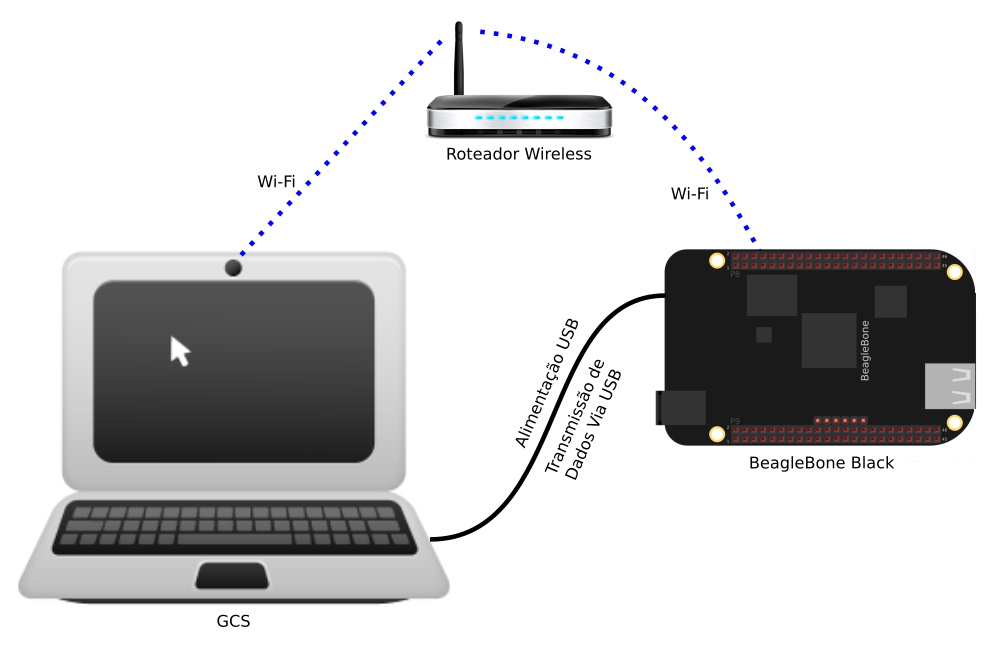 Roteador Wireless
Wi-Fi
Wi-Fi
Alimentação USB
Transmissão de
Dados Via USB
BeagleBone
P8
P9
BeagleBone Black
GCS